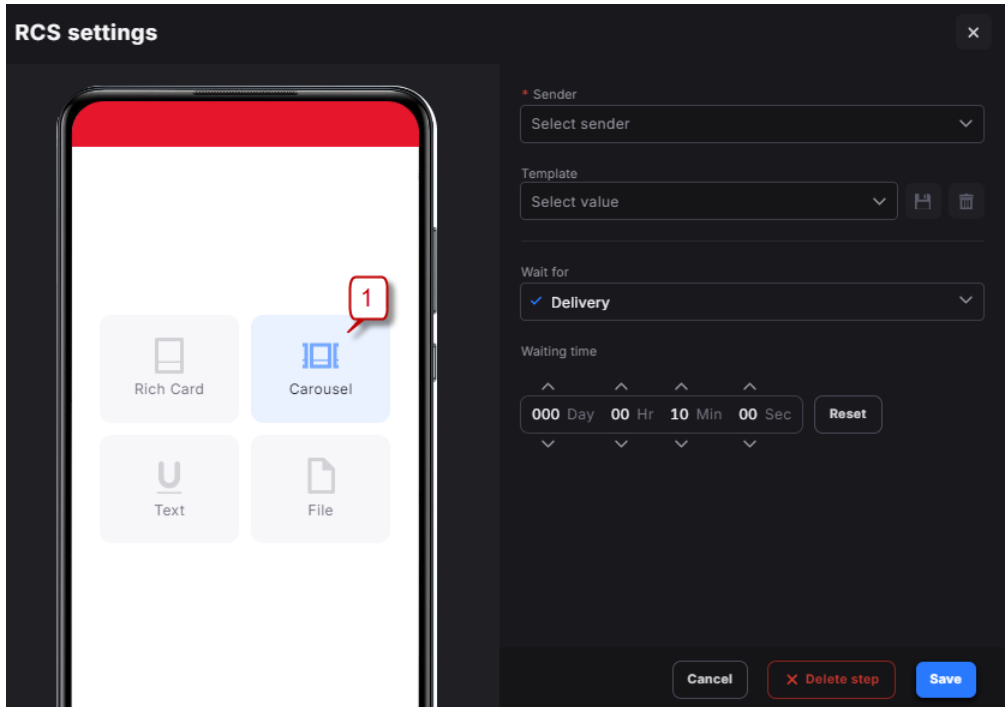 RCS settings
* Sender
Select sender
Template
Select value
Wait for
Delivery
Waiting time
000 Day 00 Hr 10 Min 00 Sec
Reset
1
Rich Card
Carousel
Text
File
Cancel
Delete step
Save